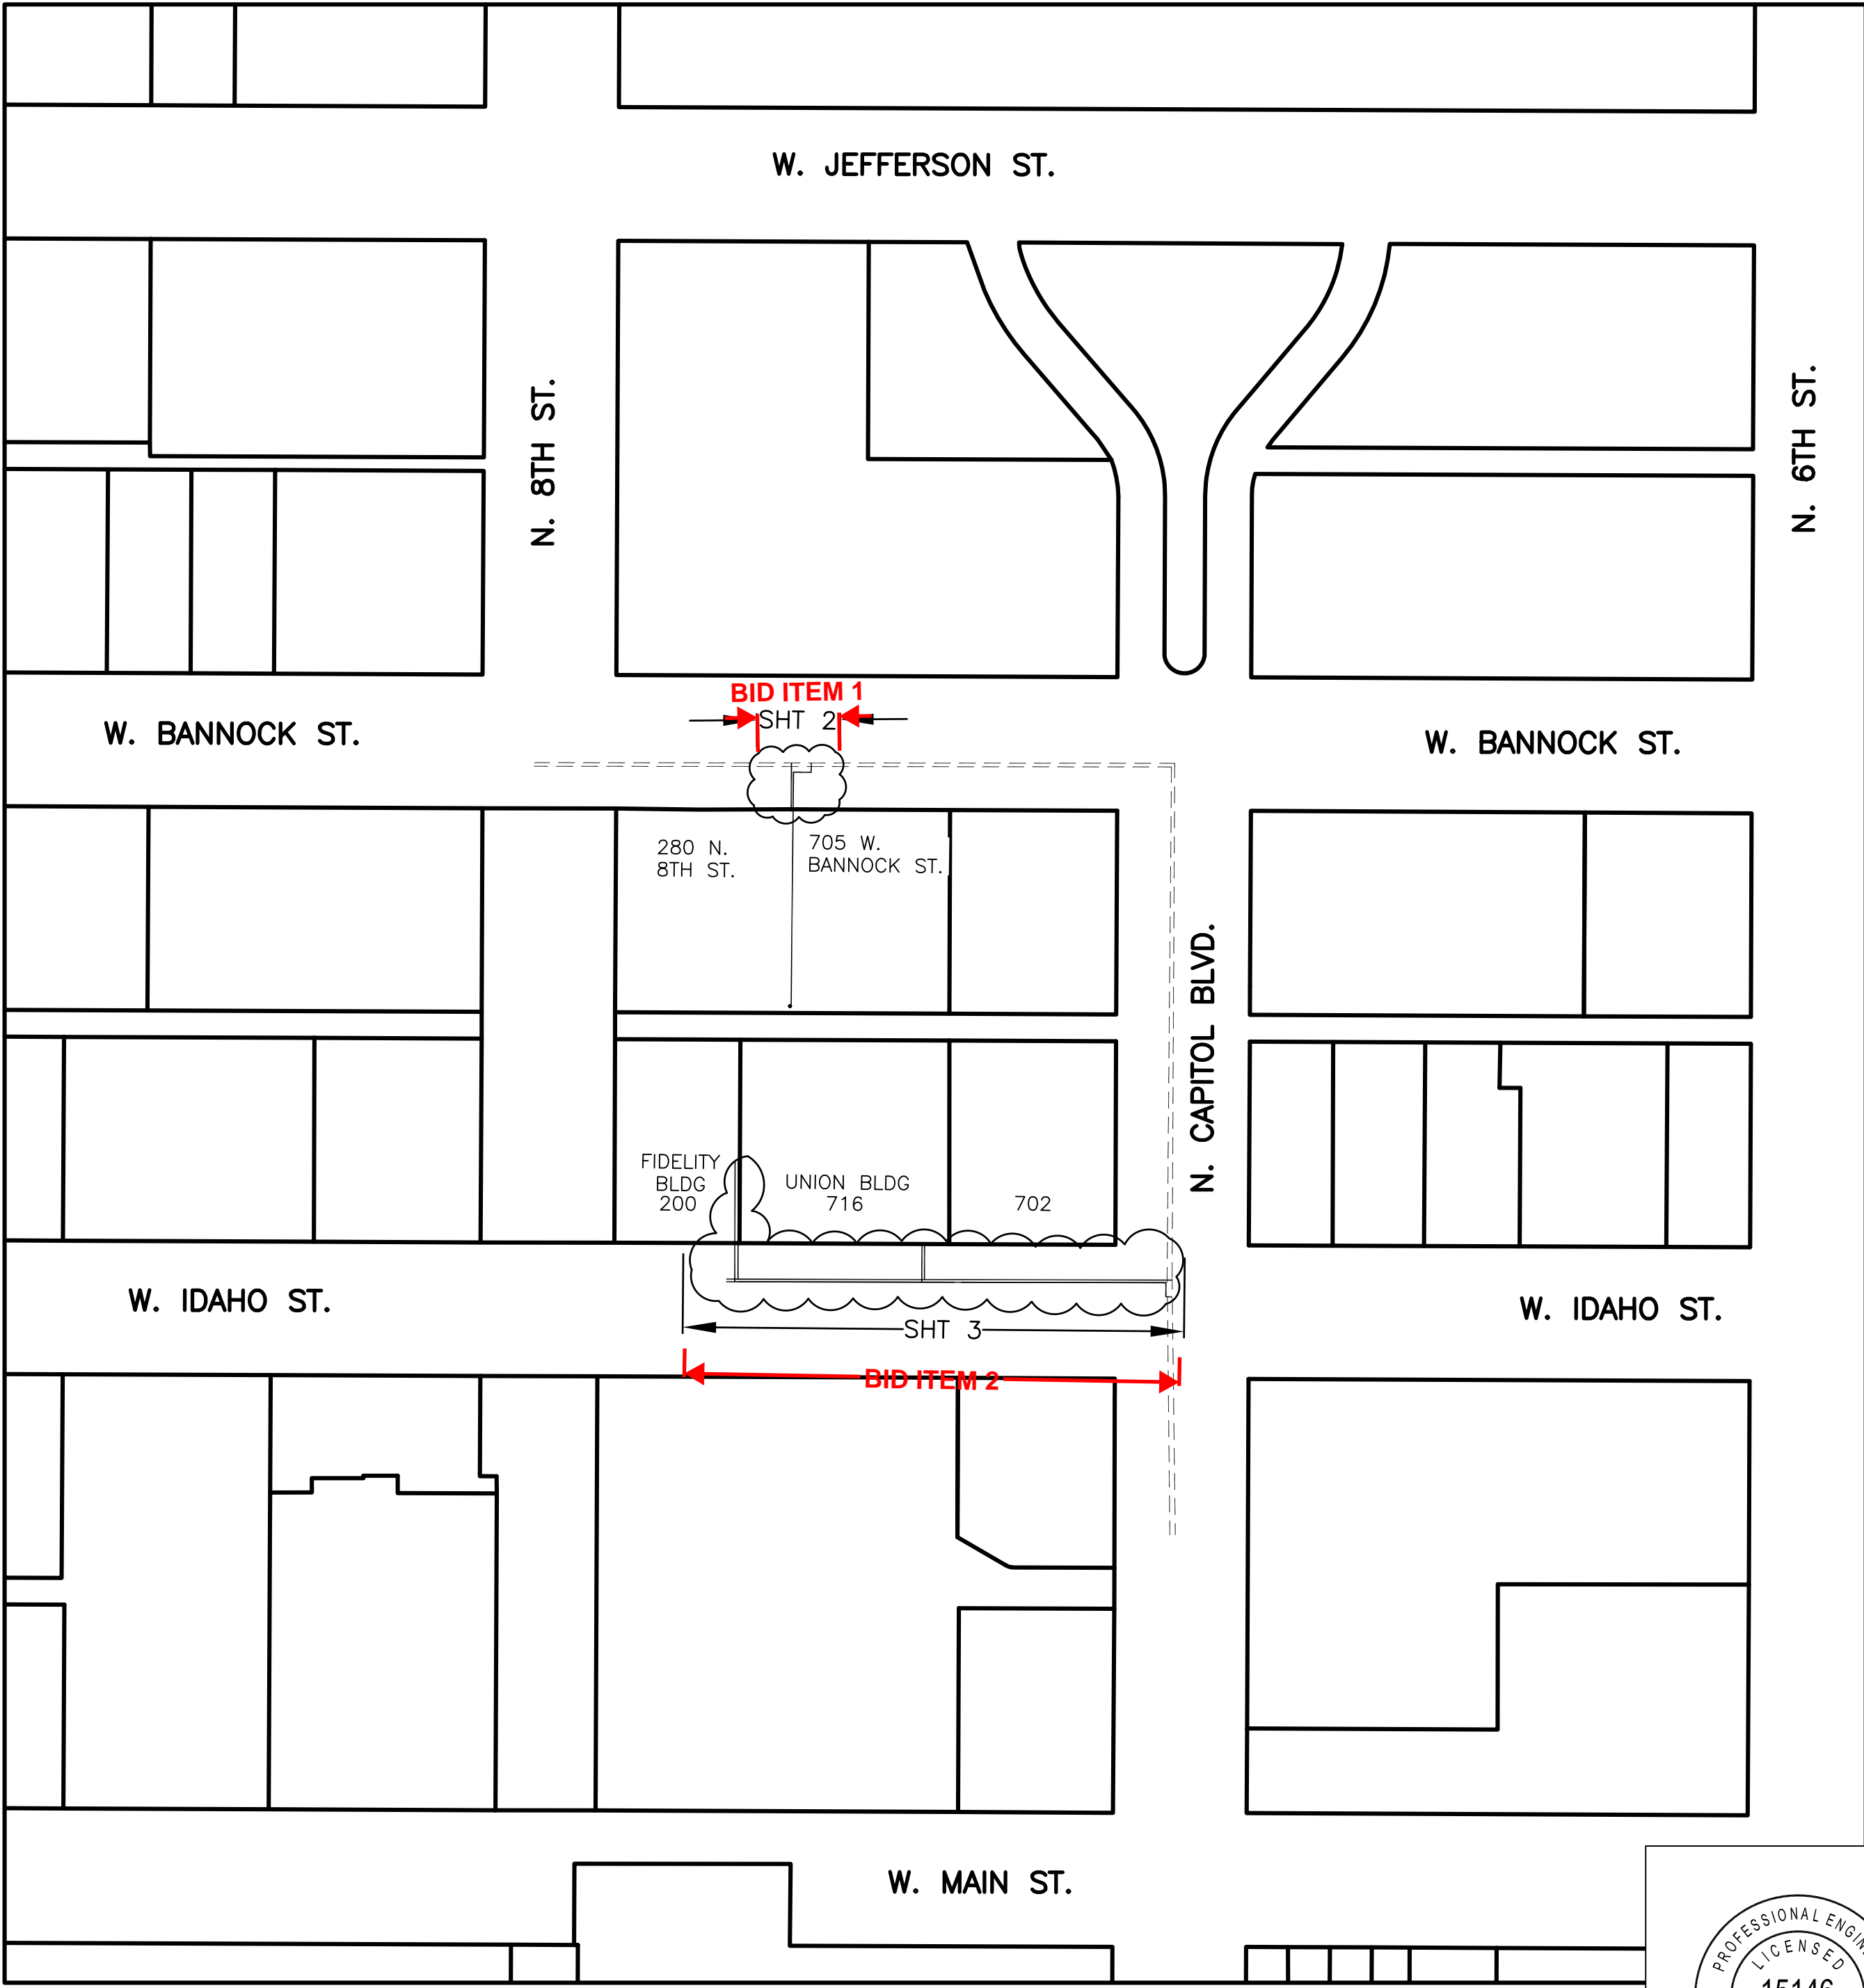 W. JEFFERSON ST.
N. 8TH ST.
N. 6TH ST.
BID ITEM 1
SHT 2
W. BANNOCK ST.
W. BANNOCK ST.
280 N.
8TH ST.
705 W.
BANNOCK ST.
N. CAPITOL BLVD.
FIDELITY
BLDG
200
UNION BLDG
716
702
W. IDAHO ST.
W. IDAHO ST.
SHT 3
BID ITEM 2
W. MAIN ST.
PROFESSIONAL
LICENSED